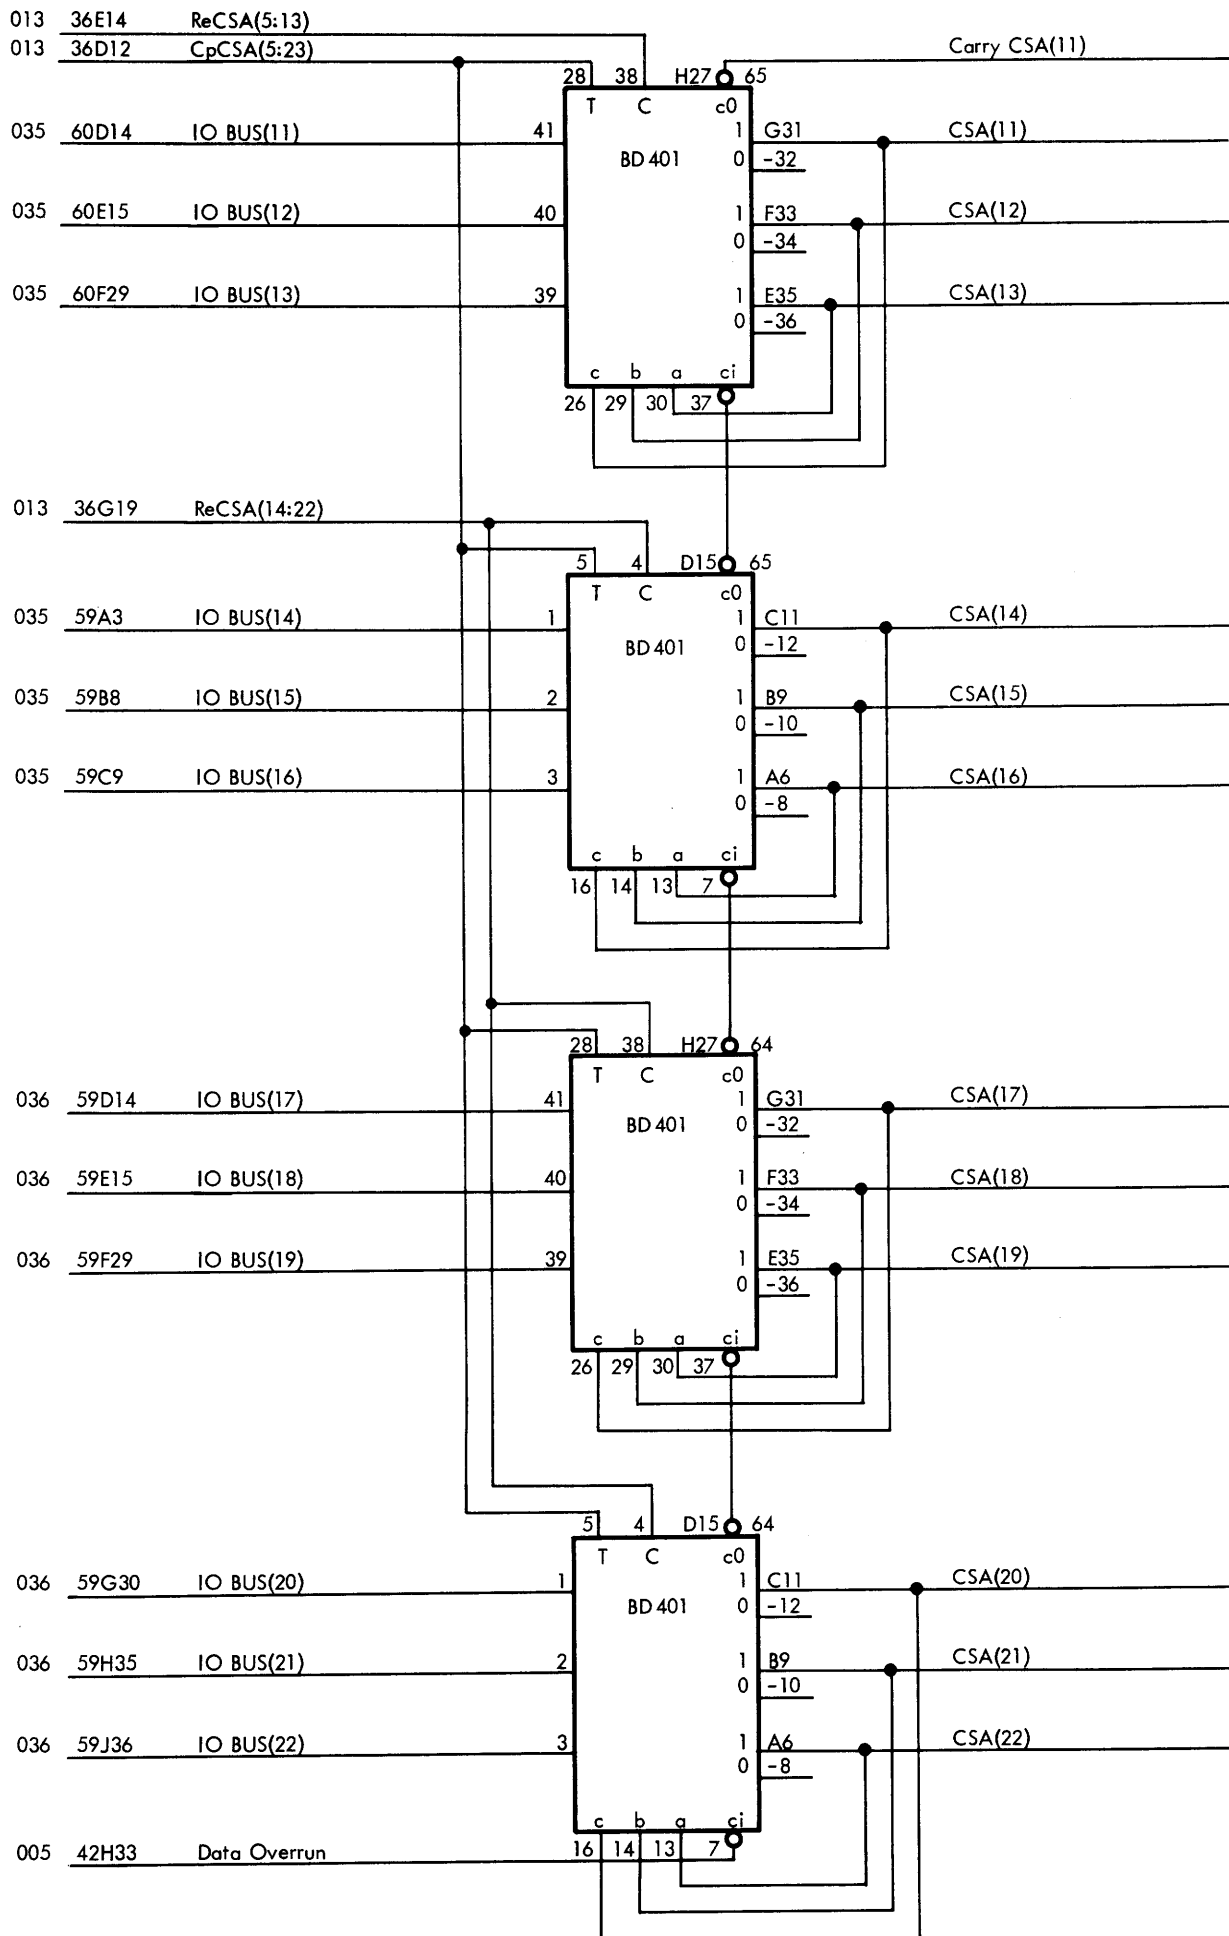 013 36E14 ReCSA(5:13)
013 36D12 CpCSA(5:23) Carry CSA(11)
28 38 H27 65
T C c0
035 60D14 IO BUS(11) 41 1 G31 CSA(11)
BD 401 0 -32
035 60E15 IO BUS(12) 40 1 F33 CSA(12)
0 -34
035 60F29 IO BUS(13) 39 1 E35 CSA(13)
0 -36
c b a ci
26 29 30 37
013 36G19 ReCSA(14:22)
5 4 D15 65
T C c0
035 59A3 IO BUS(14) 1 1 C11 CSA(14)
BD 401 0 -12
035 59B8 IO BUS(15) 2 1 B9 CSA(15)
0 -10
035 59C9 IO BUS(16) 3 1 A6 CSA(16)
0 -8
c b a ci
16 14 13 7
28 38 H27 64
T C c0
036 59D14 IO BUS(17) 41 1 G31 CSA(17)
BD 401 0 -32
036 59E15 IO BUS(18) 40 1 F33 CSA(18)
0 -34
036 59F29 IO BUS(19) 39 1 E35 CSA(19)
0 -36
c b a ci
26 29 30 37
5 4 D15 64
T C c0
036 59G30 IO BUS(20) 1 1 C11 CSA(20)
BD 401 0 -12
036 59H35 IO BUS(21) 2 1 B9 CSA(21)
0 -10
036 59J36 IO BUS(22) 3 1 A6 CSA(22)
0 -8
c b a ci
005 42H33 Data Overrun 16 14 13 7